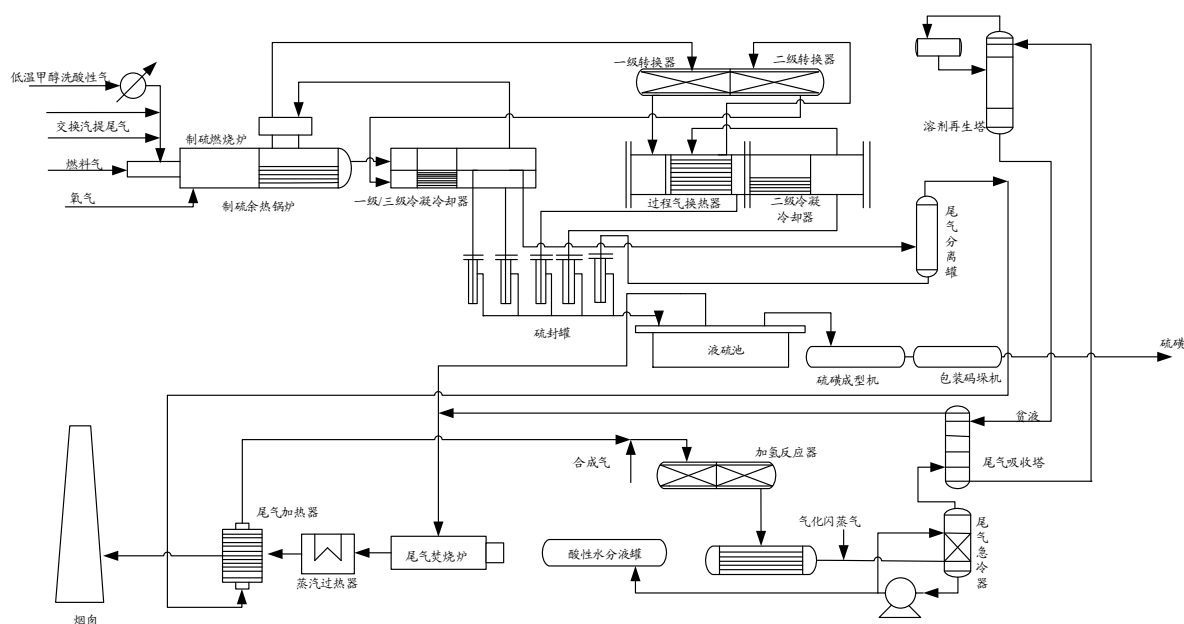 低温甲醇洗酸性气
交换汽提尾气
燃料气
氧气
制硫燃烧炉
制硫余热锅炉
一级/三级冷凝冷却器
一级转换器
二级转换器
过程气换热器
二级冷凝
冷却器
溶剂再生塔
尾气分离罐
硫封罐
液硫池
硫磺成型机
包装码垛机
硫磺
贫液
尾气吸收塔
合成气
加氢反应器
尾气加热器
气化闪蒸气
尾气急冷器
酸性水分液罐
尾气焚烧炉
蒸汽过热器
烟囱